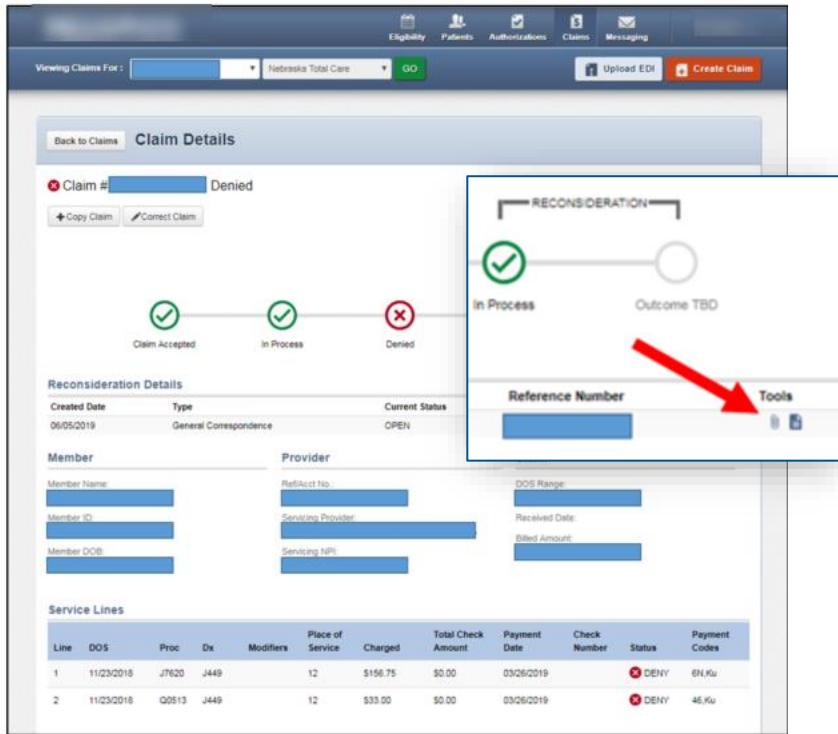 Eligibility Patients Authorizations Claims Messaging
Viewing Claims For : Nebraska Total Care GO Upload EDI Create Claim
Back to Claims Claim Details
Claim # Denied
Copy Claim Correct Claim
RECONSIDERATION
Claim Accepted In Process Denied In Process Outcome TBD
Reconsideration Details
Created Date Type Current Status Reference Number Tools
06/05/2019 General Correspondence OPEN
Member Provider
Member Name: Ref/Acct No.: DOS Range:
Member ID: Servicing Provider: Received Date:
Member DOB: Servicing NPI: Billed Amount:
Service Lines
Line DOS Proc Dx Modifiers Place of Service Charged Total Check Amount Payment Date Check Number Status Payment Codes
1 11/23/2018 J7620 J449 12 $156.75 $0.00 03/26/2019 DENY 6N,Ku
2 11/23/2018 Q0513 J449 12 $33.00 $0.00 03/26/2019 DENY 46,Ku